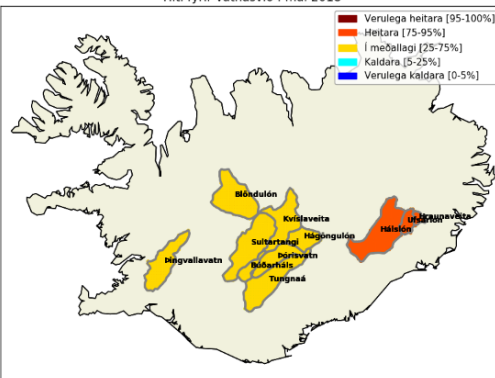 Verulega heitara [95-100%]
Heitara [75-95%]
Í meðallagi [25-75%]
Kaldara [5-25%]
Verulega kaldara [0-5%]
Blöndulón
Kvíslaveita
Hraunaveita
Ufsárlón
Hálslón
Hágöngulón
Sultartangi
Þórisvatn
Þingvallavatn
Búðarháls
Tungnaá